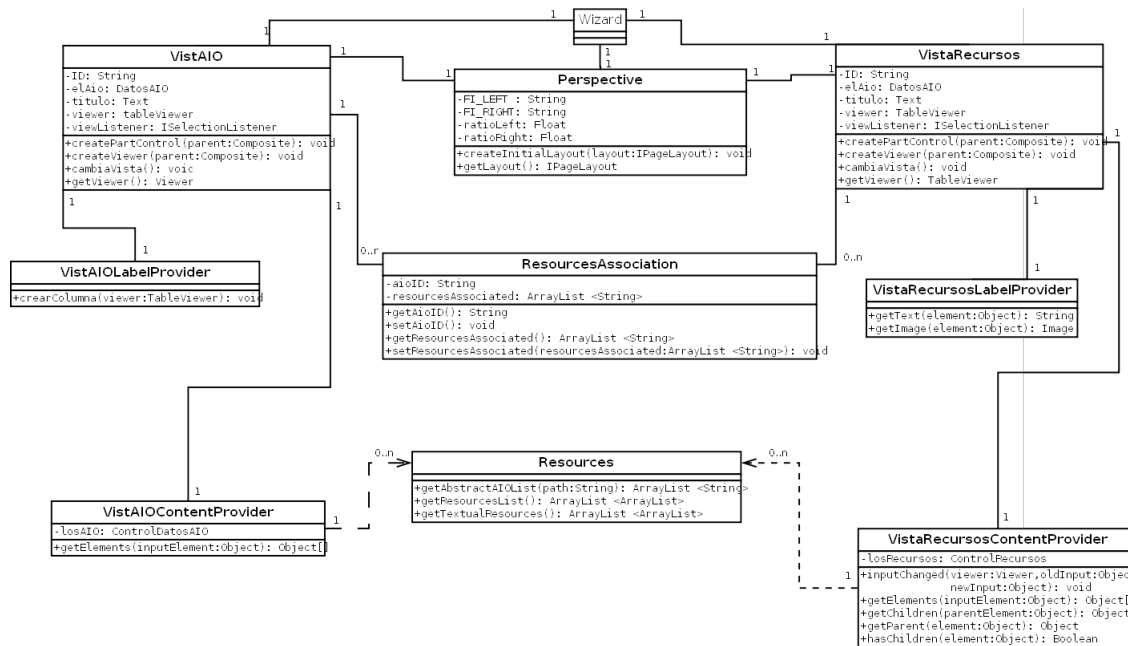 1
1
Wizard
1
1
1
1
1
VistAIO
-ID: String
-elAio: DatosAIO
-titulo: Text
-viewer: tableViewer
-viewListener: ISelectionListener
+createPartControl(parent:Composite): void
+createViewer(parent:Composite): void
+cambiaVista(): voic
+getViewer(): Viewer
1
1
1
1
1
1
Perspective
-FI_LEFT : String
-FI_RIGHT: String
-ratioLeft: Float
-ratioRight: Float
+createInitialLayout(layout:IPageLayout): void
+getLayout(): IPageLayout
1
1
VistaRecursos
-ID: String
-elAio: DatosAIO
-titulo: Text
-viewer: TableViewer
-viewListener: ISelectionListener
+createPartControl(parent:Composite): void
+createViewer(parent:Composite): void
+cambiaVista(): void
+getViewer(): TableViewer
1
1
1
1
0..n
0..n
VistAIOLabelProvider
+crearColumna(viewer:TableViewer): void
ResourcesAssociation
-aioID: String
-resourcesAssociated: ArrayList <String>
+getAioID(): String
+setAioID(): void
+getResourcesAssociated(): ArrayList <String>
+setResourcesAssociated(resourcesAssociated:ArrayList <String>): void
1
VistaRecursosLabelProvider
+getText(element:Object): String
+getImage(element:Object): Image
0..n
0..n
Resources
+getAbstractAIOList(path:String): ArrayList <String>
+getResourcesList(): ArrayList <ArrayList>
+getTextualResources(): ArrayList <ArrayList>
1
VistAIOContentProvider
-losAIO: ControlDatosAIO
+getElements(inputElement:Object): Object[]
1
1
1
VistaRecursosContentProvider
-losRecursos: ControlRecursos
+inputChanged(viewer:Viewer,oldInput:Objec
newInput:Object): void
+getElements(inputElement:Object): Object[
+getChildren(parentElement:Object): Object
+getParent(element:Object): Object
+hasChildren(element:Object): Boolean